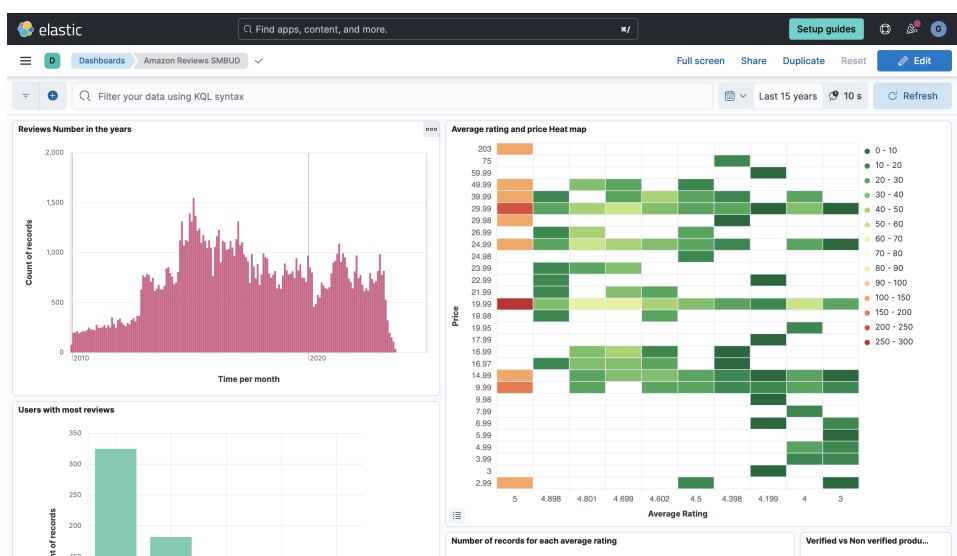 elastic
Find apps, content, and more.
⌘/
Setup guides
G
D
Dashboards
Amazon Reviews SMBUD
Full screen
Share
Duplicate
Reset
Edit
Filter your data using KQL syntax
Last 15 years
10 s
Refresh
Reviews Number in the years
2,000
1,500
1,000
500
0
Count of records
2010
2020
Time per month
Users with most reviews
350
300
250
200
Average rating and price Heat map
Price
203
75
59.99
49.99
39.99
29.99
29.98
26.99
24.99
24.98
23.99
22.99
21.99
19.99
19.98
19.95
17.99
16.99
16.97
14.99
9.99
9.98
7.99
6.99
5.99
4.99
3.99
3
2.99
5 4.898 4.801 4.699 4.602 4.5 4.398 4.199 4 3
Average Rating
0 - 10
10 - 20
20 - 30
30 - 40
40 - 50
50 - 60
60 - 70
70 - 80
80 - 90
90 - 100
100 - 150
150 - 200
200 - 250
250 - 300
Number of records for each average rating
Verified vs Non verified produ...